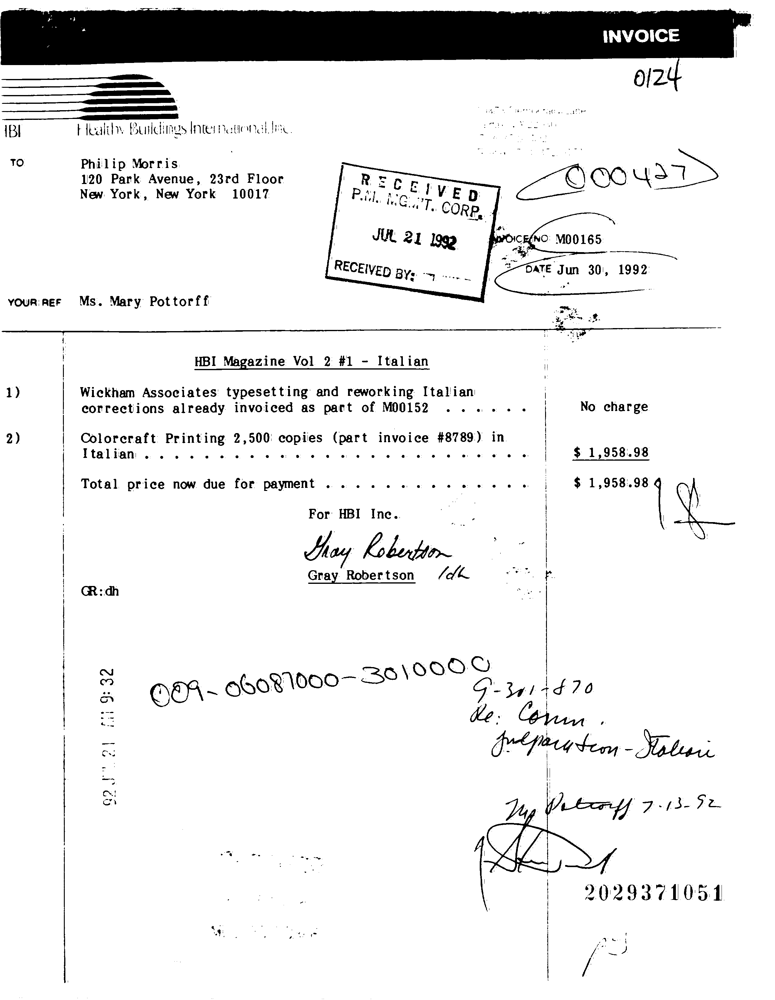 INVOICE
0124
HBI Healthy Buildings International, Inc.
TO Philip Morris
120 Park Avenue, 23rd Floor
New York, New York 10017
000427
RECEIVED
P.M. MGMT. CORP.
JUL 21 1992
RECEIVED BY:
INVOICE NO M00165
DATE Jun 30, 1992
YOUR REF Ms. Mary Pottorff
HBI Magazine Vol 2 #1 - Italian
1) Wickham Associates typesetting and reworking Italian
corrections already invoiced as part of M00152 . . . . . . No charge
2) Colorcraft Printing 2,500 copies (part invoice #8789) in
Italian . . . . . . . . . . . . . . . . . . . . . . . . . . $ 1,958.98
Total price now due for payment . . . . . . . . . . . . . . $ 1,958.98
For HBI Inc.
Gray Robertson
Gray Robertson /dh
GR:dh
009-06087000-3010000
9-301-870
Re: Comm.
preparation - Italian
92 JUL 21 AM 9:32
MP Pottorff 7-13-92
2029371051